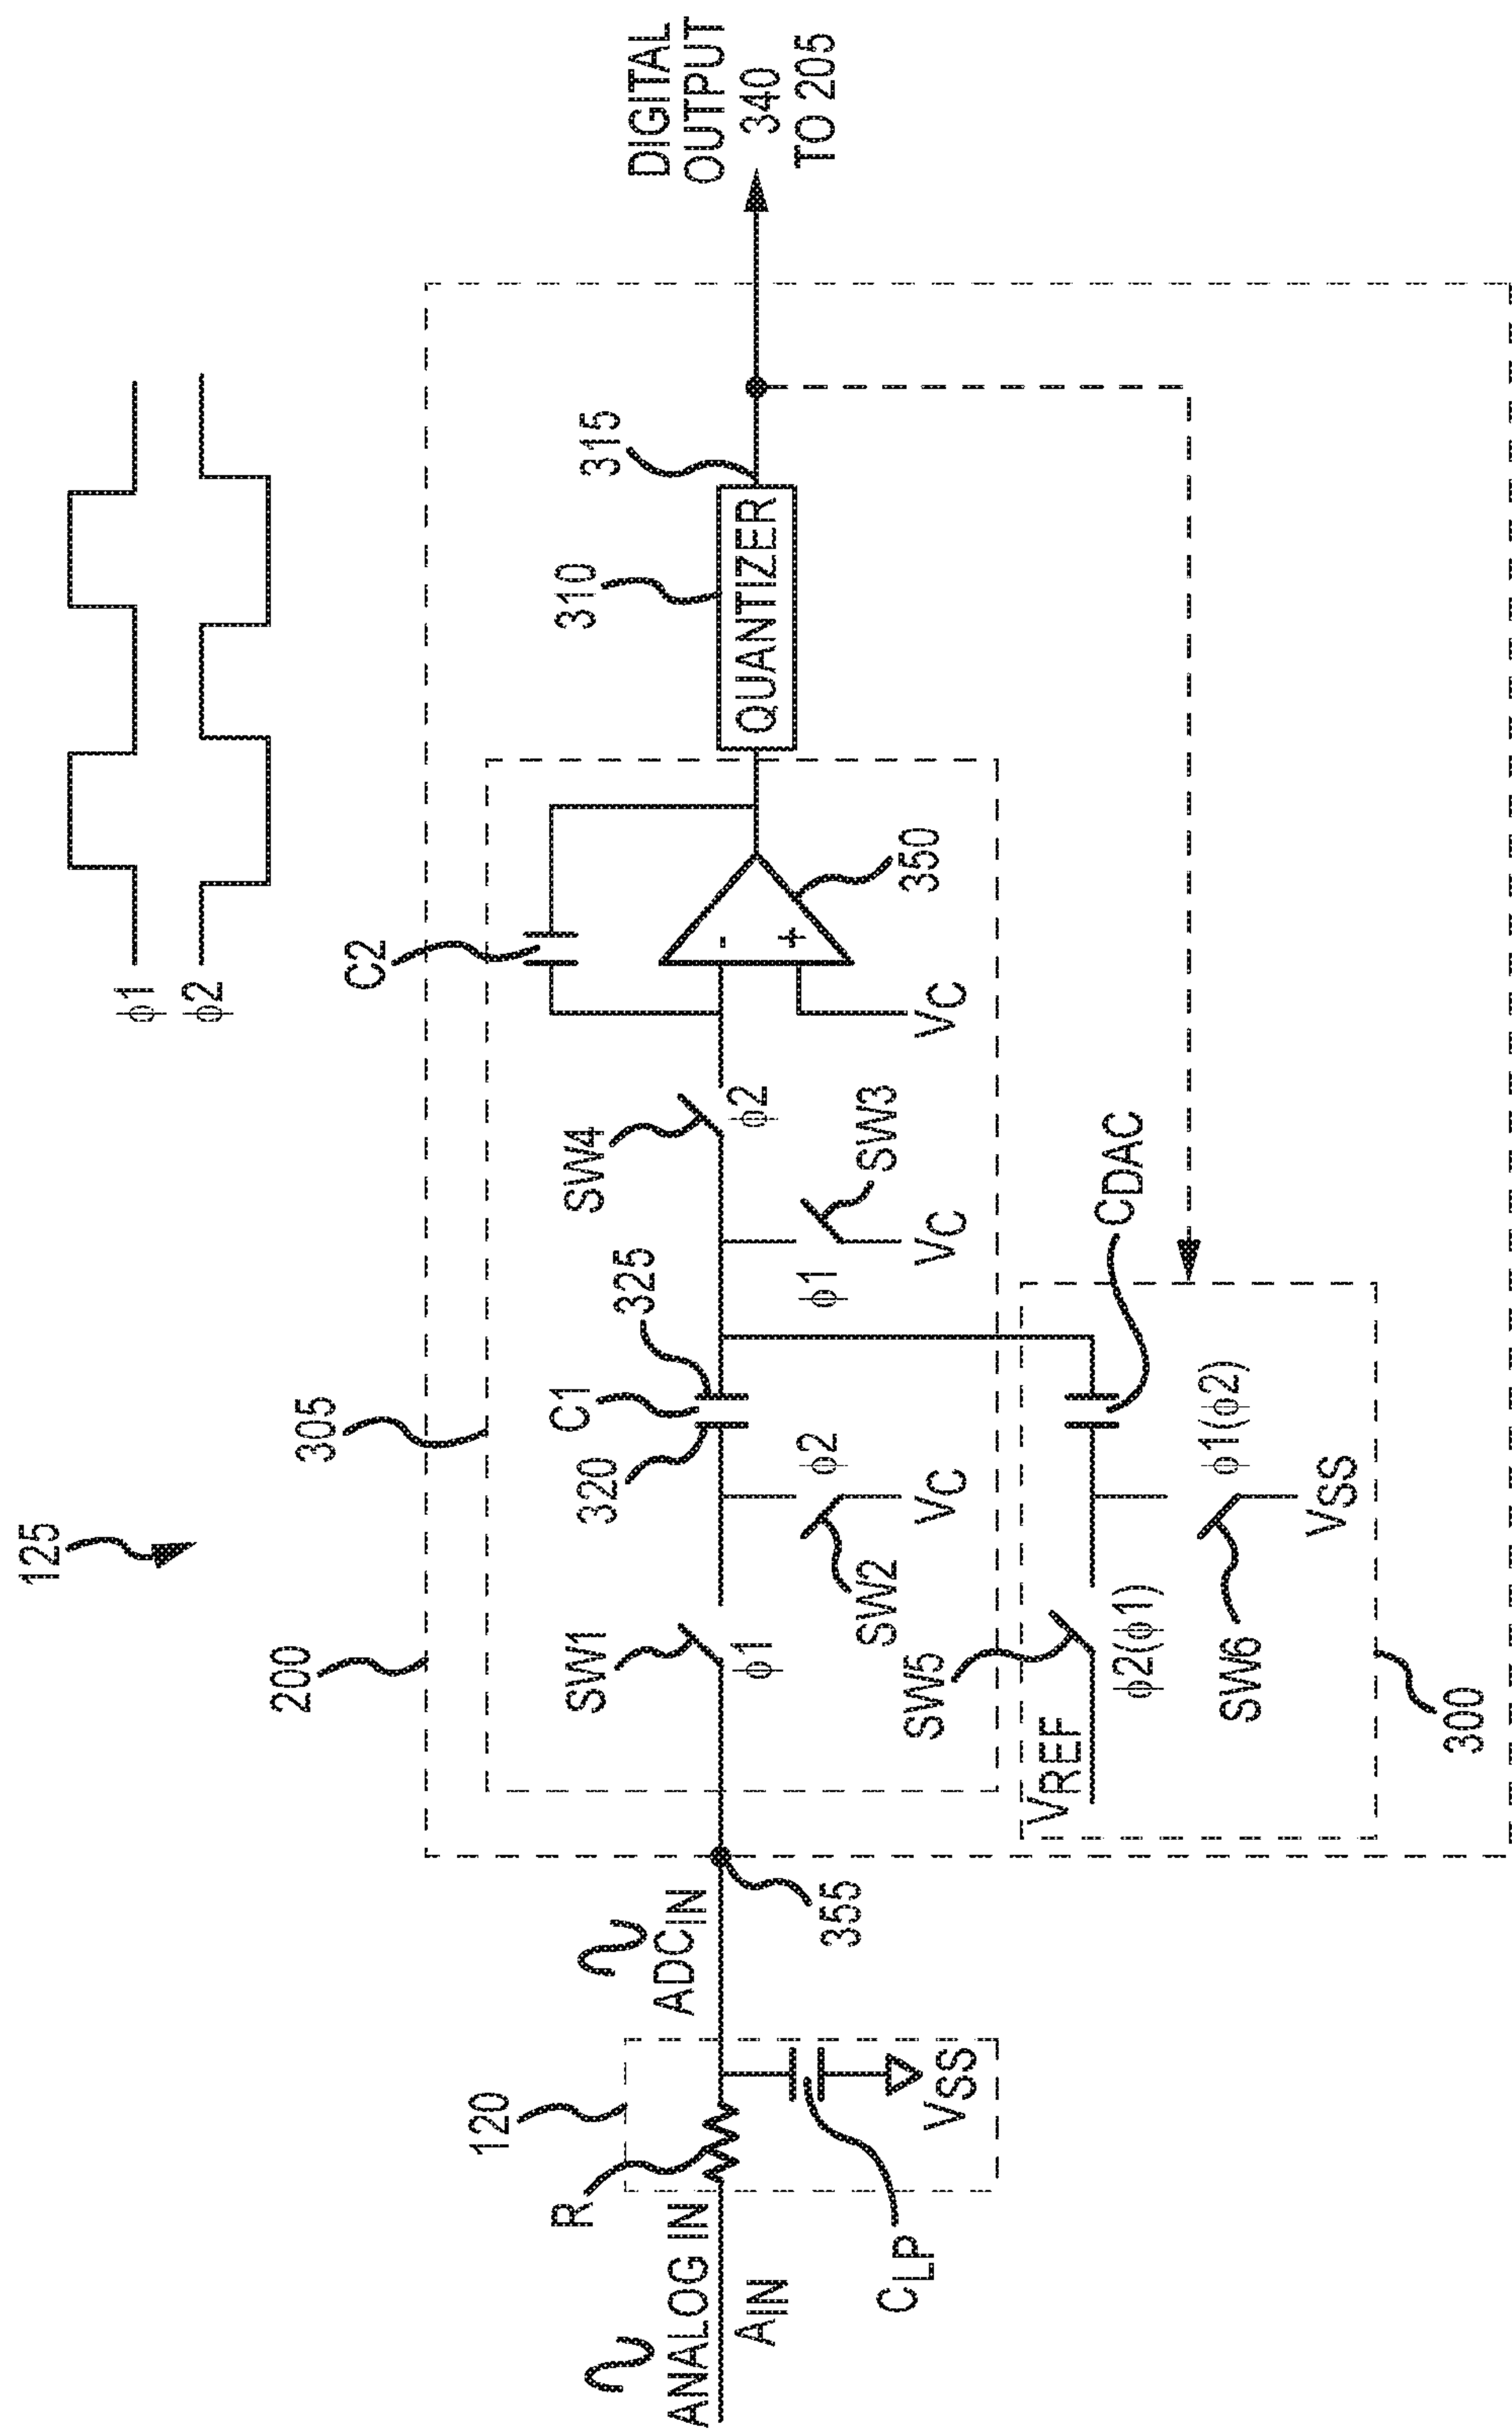 125
ϕ1
ϕ2
200
305
C2
310
315
DIGITAL
OUTPUT
340
TO 205
120
R
ANALOG IN
AIN
ADCIN
355
CLP
VSS
SW1
ϕ1
SW2
ϕ2
VC
320
C1
325
SW4
ϕ2
SW3
ϕ1
VC
-
+
VC
350
QUANTIZER
SW5
VREF
ϕ2(ϕ1)
SW6
ϕ1(ϕ2)
VSS
CDAC
300